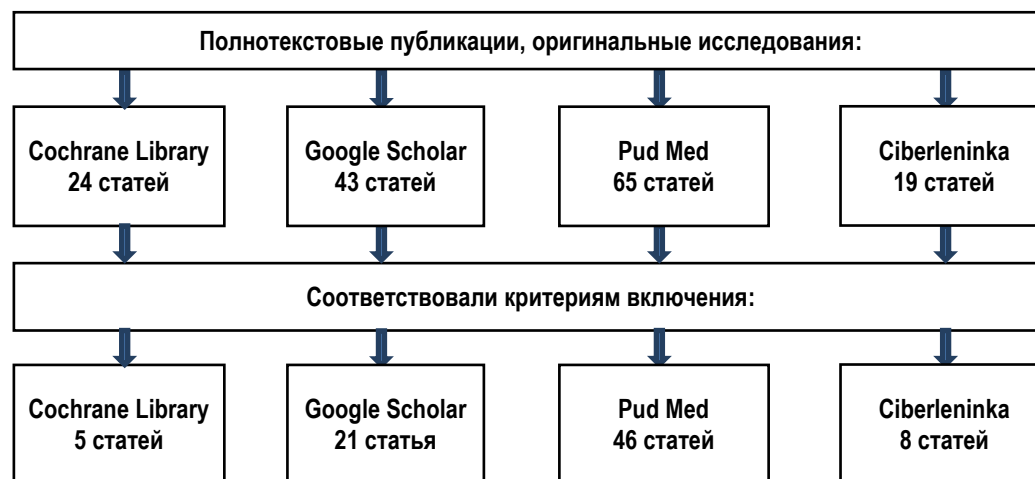 Полнотекстовые публикации, оригинальные исследования:
Cochrane Library
24 статей
Google Scholar
43 статей
Pud Med
65 статей
Ciberleninka
19 статей
Соответствовали критериям включения:
Cochrane Library
5 статей
Google Scholar
21 статья
Pud Med
46 статей
Ciberleninka
8 статей